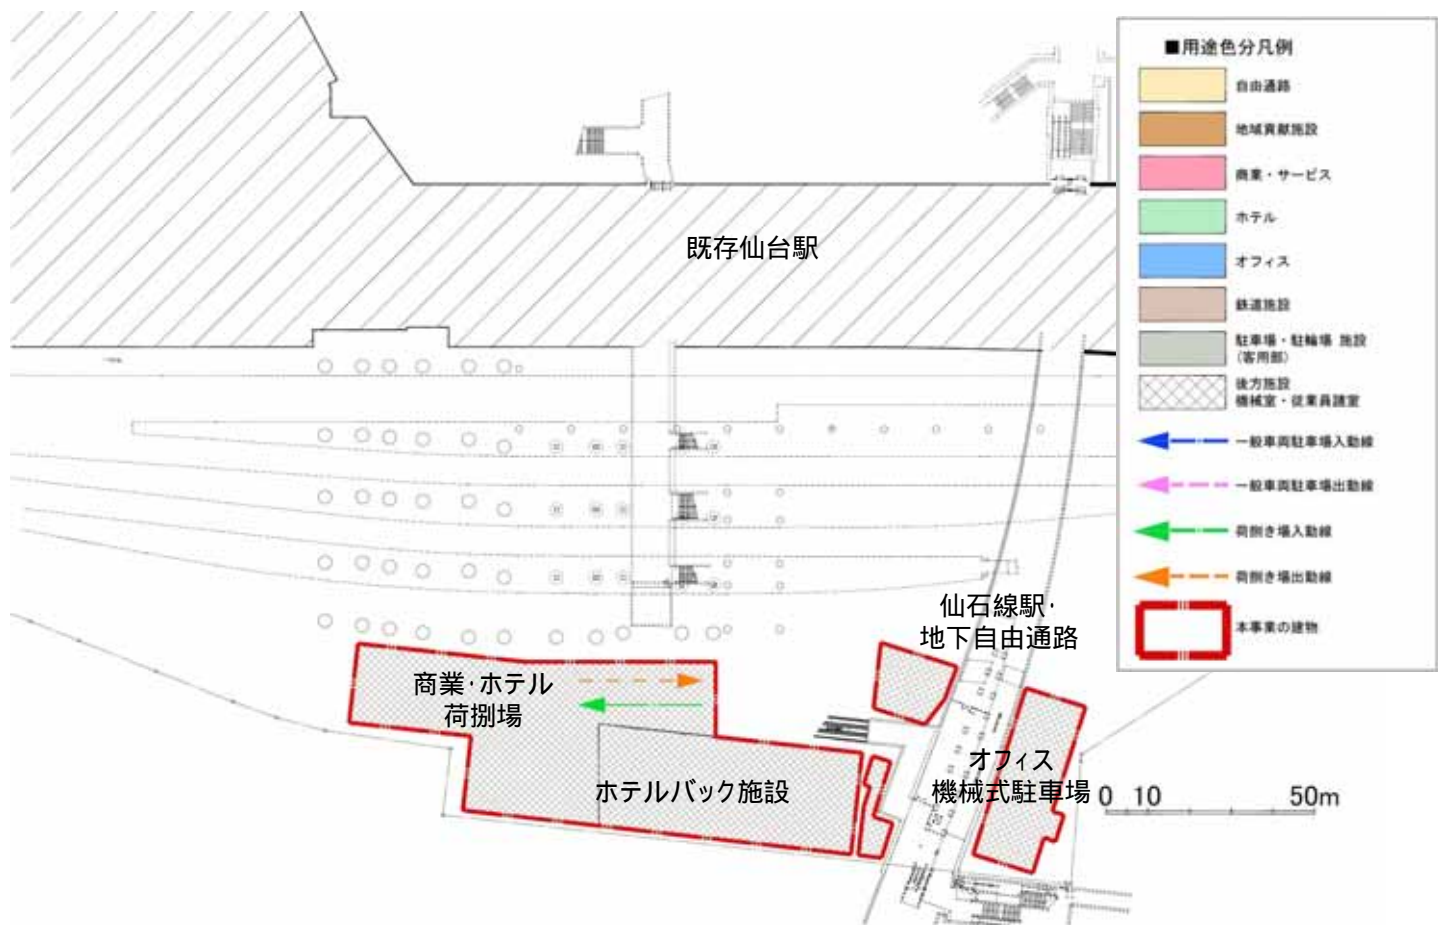 ■用途色分凡例
自由通路
地域貢献施設
商業・サービス
ホテル
オフィス
鉄道施設
駐車場・駐輪場 施設
(客用部)
後方施設
機械室・従業員諸室
一般車両駐車場入動線
一般車両駐車場出動線
荷捌き場入動線
荷捌き場出動線
本事業の建物
既存仙台駅
仙石線駅・
地下自由通路
商業・ホテル
荷捌場
ホテルバック施設
オフィス
機械式駐車場
0 10 50m